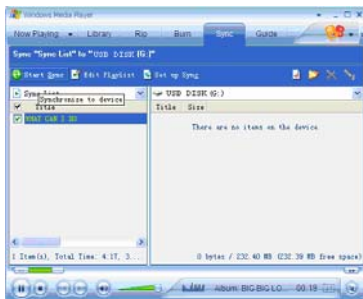 Windows Media Player
Now Playing Library Rip Burn Sync Guide
Sync "Sync List" to "USB DISK (G:)"
Start Sync Edit Playlist Set up Sync
Sync List USB DISK (G:)
Synchronize to device
Title Title Size
WHAT CAN I DO
There are no items on the device.
1 Item(s), Total Time: 4:17, 3... 0 bytes / 232.40 MB (232.39 MB free space)
Album: BIG BIG LO... 00:19